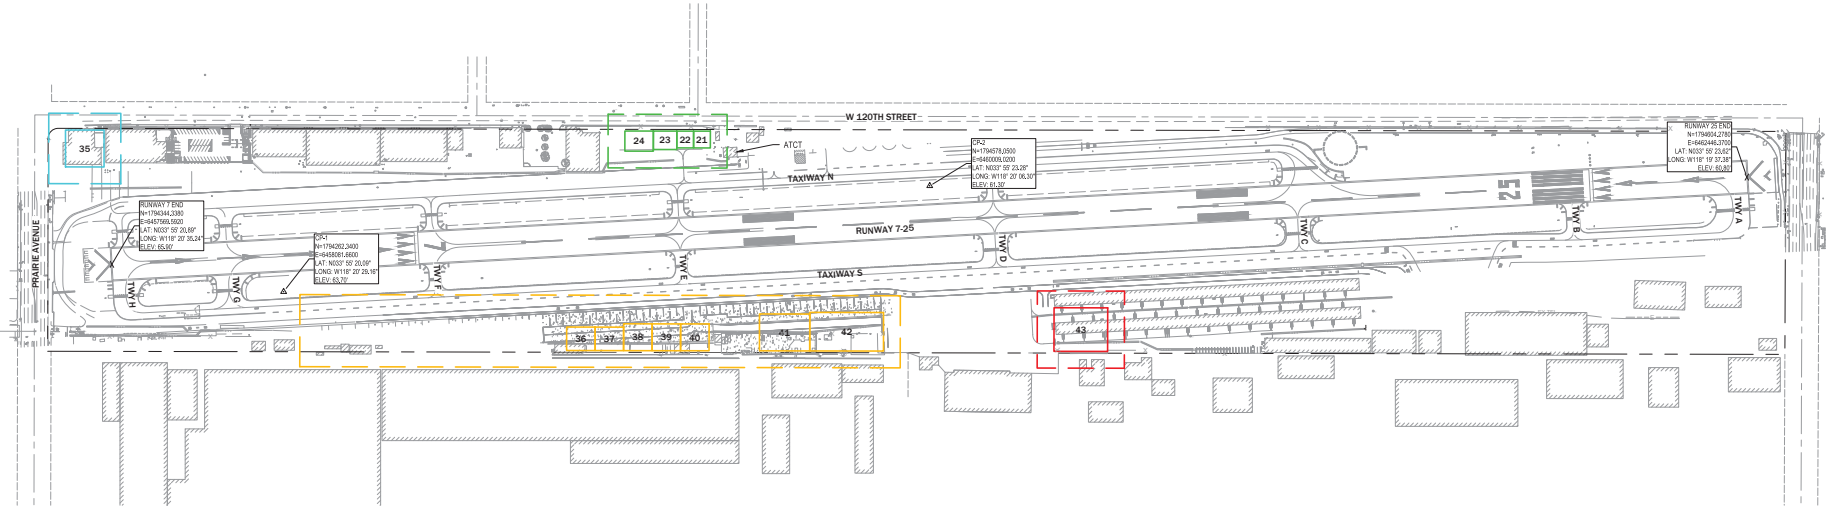 W 120TH STREET
35
24
23
22
21
ATCT
CP-2
N=1794578.0500
E=6460009.0200
LAT: N033° 55' 23.28"
LONG: W118° 20' 06.30"
ELEV: 61.30'
RUNWAY 25 END
N=1794604.2780
E=6462446.3700
LAT: N033° 55' 23.62"
LONG: W118° 19' 37.38"
ELEV: 60.80'
TAXIWAY N
25
PRAIRIE AVENUE
RUNWAY 7 END
N=1794344.3380
E=6457569.5920
LAT: N033° 55' 20.89"
LONG: W118° 20' 35.24"
ELEV: 65.90'
CP-1
N=1794262.3400
E=6458081.6600
LAT: N033° 55' 20.09"
LONG: W118° 20' 29.16"
ELEV: 63.70'
RUNWAY 7-25
TAXIWAY S
TWY H
TWY G
TWY F
TWY E
TWY D
TWY C
TWY B
TWY A
36
37
38
39
40
41
42
43